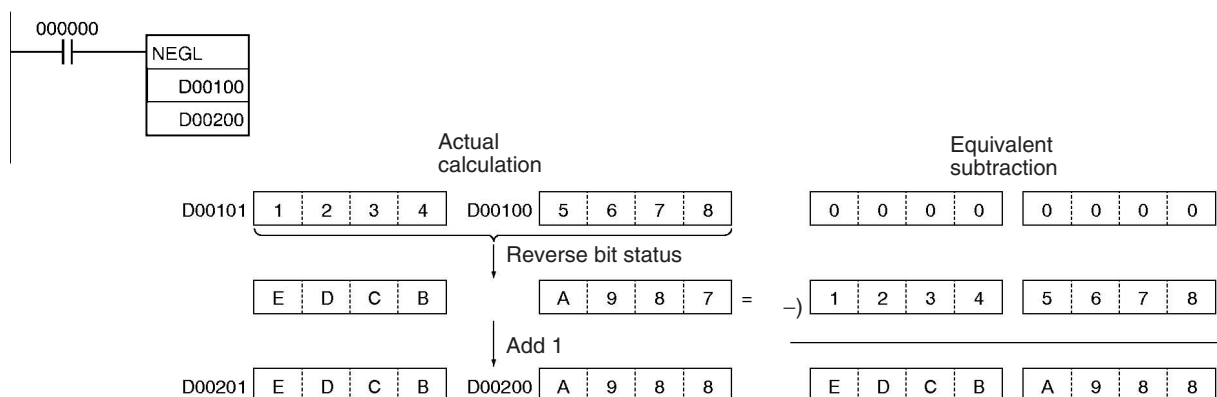 000000
NEGL
D00100
D00200
Actual
calculation
Equivalent
subtraction
D00101 1 2 3 4 D00100 5 6 7 8 0 0 0 0 0 0 0 0
Reverse bit status
E D C B A 9 8 7 = –) 1 2 3 4 5 6 7 8
Add 1
D00201 E D C B D00200 A 9 8 8 E D C B A 9 8 8